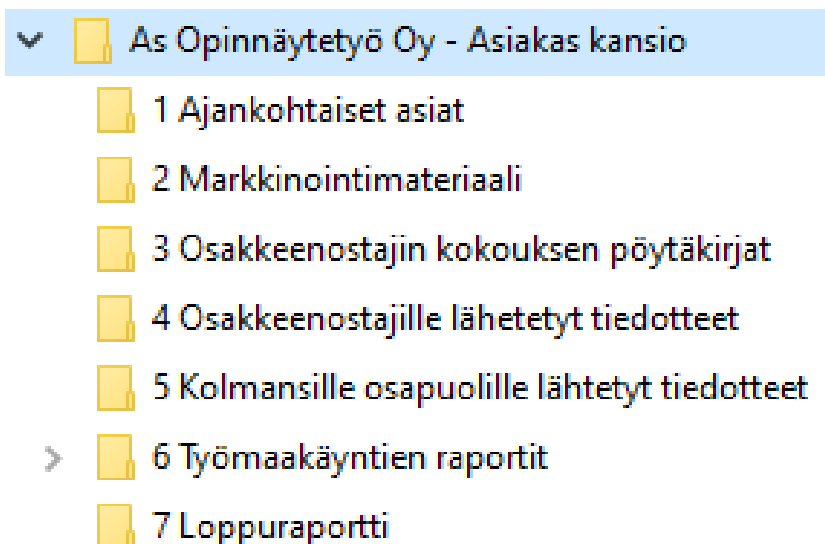 As Opinnäytetyö Oy - Asiakas kansio
1 Ajankohtaiset asiat
2 Markkinointimateriaali
3 Osakkeenostajin kokouksen pöytäkirjat
4 Osakkeenostajille lähetetyt tiedotteet
5 Kolmansille osapuolille lähtetyt tiedotteet
6 Työmaakäyntien raportit
7 Loppuraportti